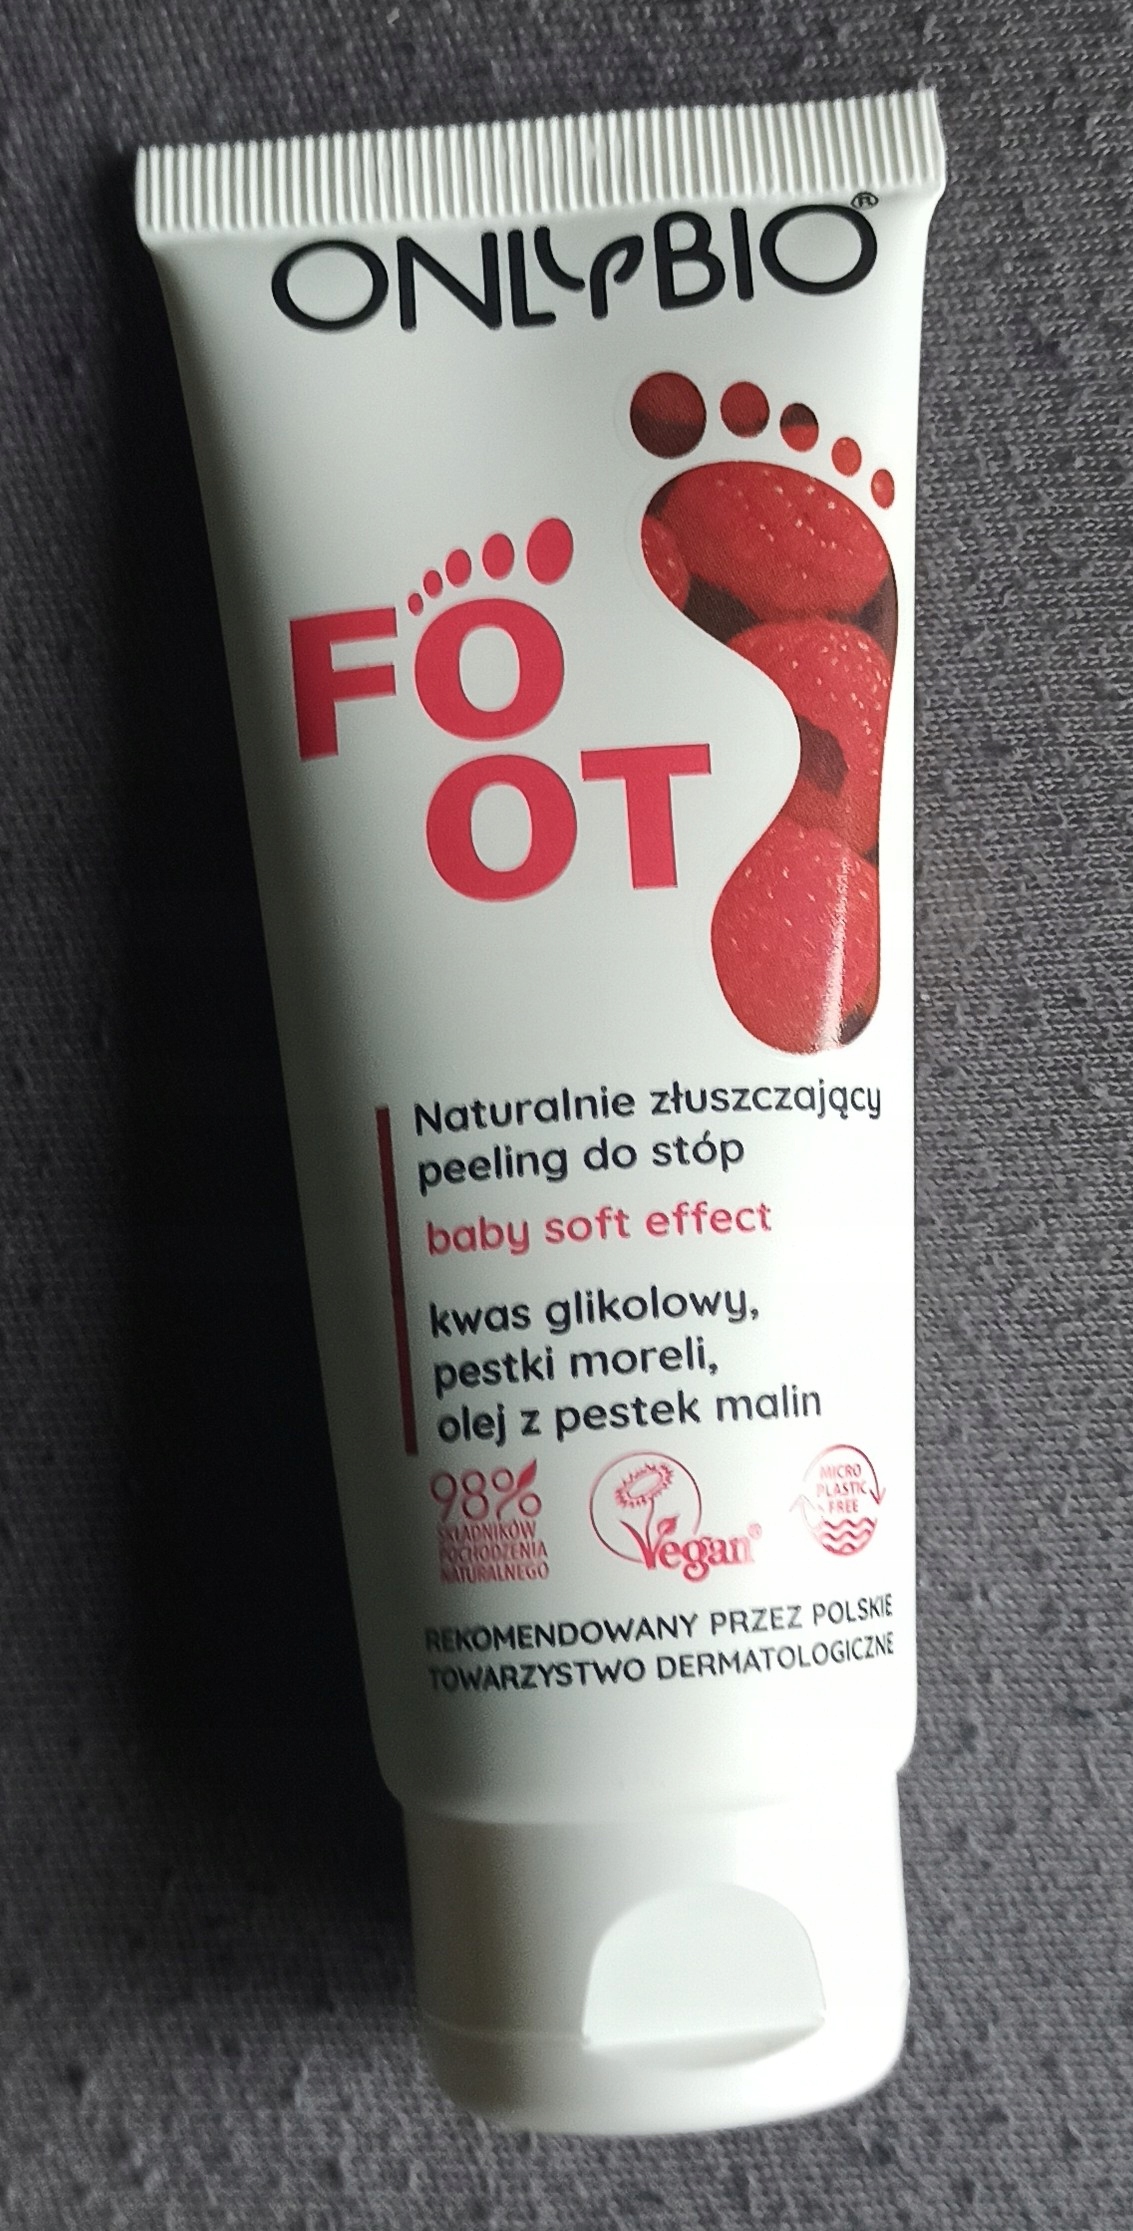 ONLYBIO®
FO
OT
Naturalnie złuszczający
peeling do stóp
baby soft effect
kwas glikolowy,
pestki moreli,
olej z pestek malin
98%
SKŁADNIKÓW
POCHODZENIA
NATURALNEGO
Vegan®
MICRO
PLASTIC
FREE
REKOMENDOWANY PRZEZ POLSKIE
TOWARZYSTWO DERMATOLOGICZNE